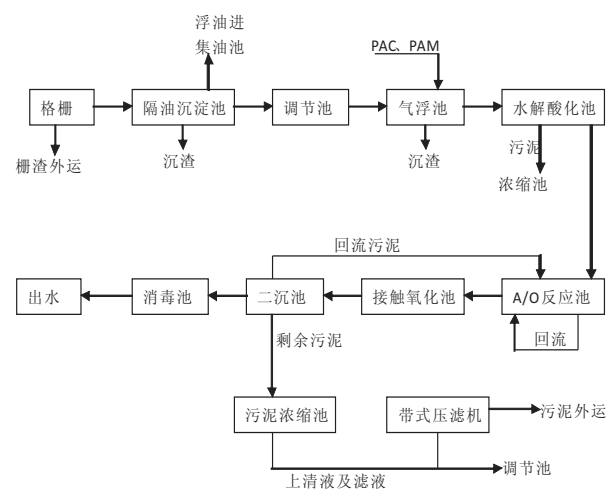 浮油进
集油池
PAC、PAM
格栅
隔油沉淀池
调节池
气浮池
水解酸化池
栅渣外运
沉渣
沉渣
污泥
浓缩池
回流污泥
出水
消毒池
二沉池
接触氧化池
A/O反应池
回流
剩余污泥
污泥浓缩池
带式压滤机
污泥外运
上清液及滤液
调节池